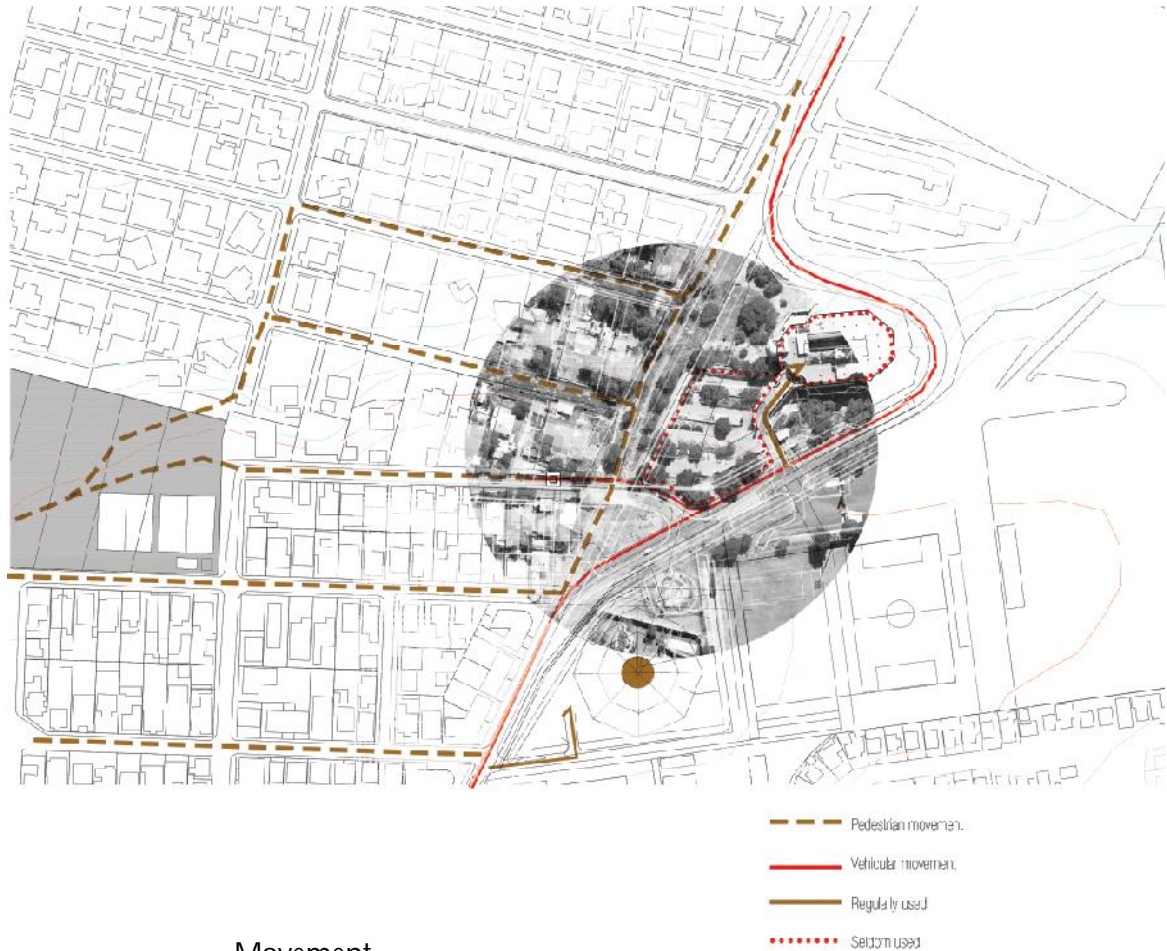 Pedestrian movement
Vehicular movement
Regularly used
Seldom used
Movement